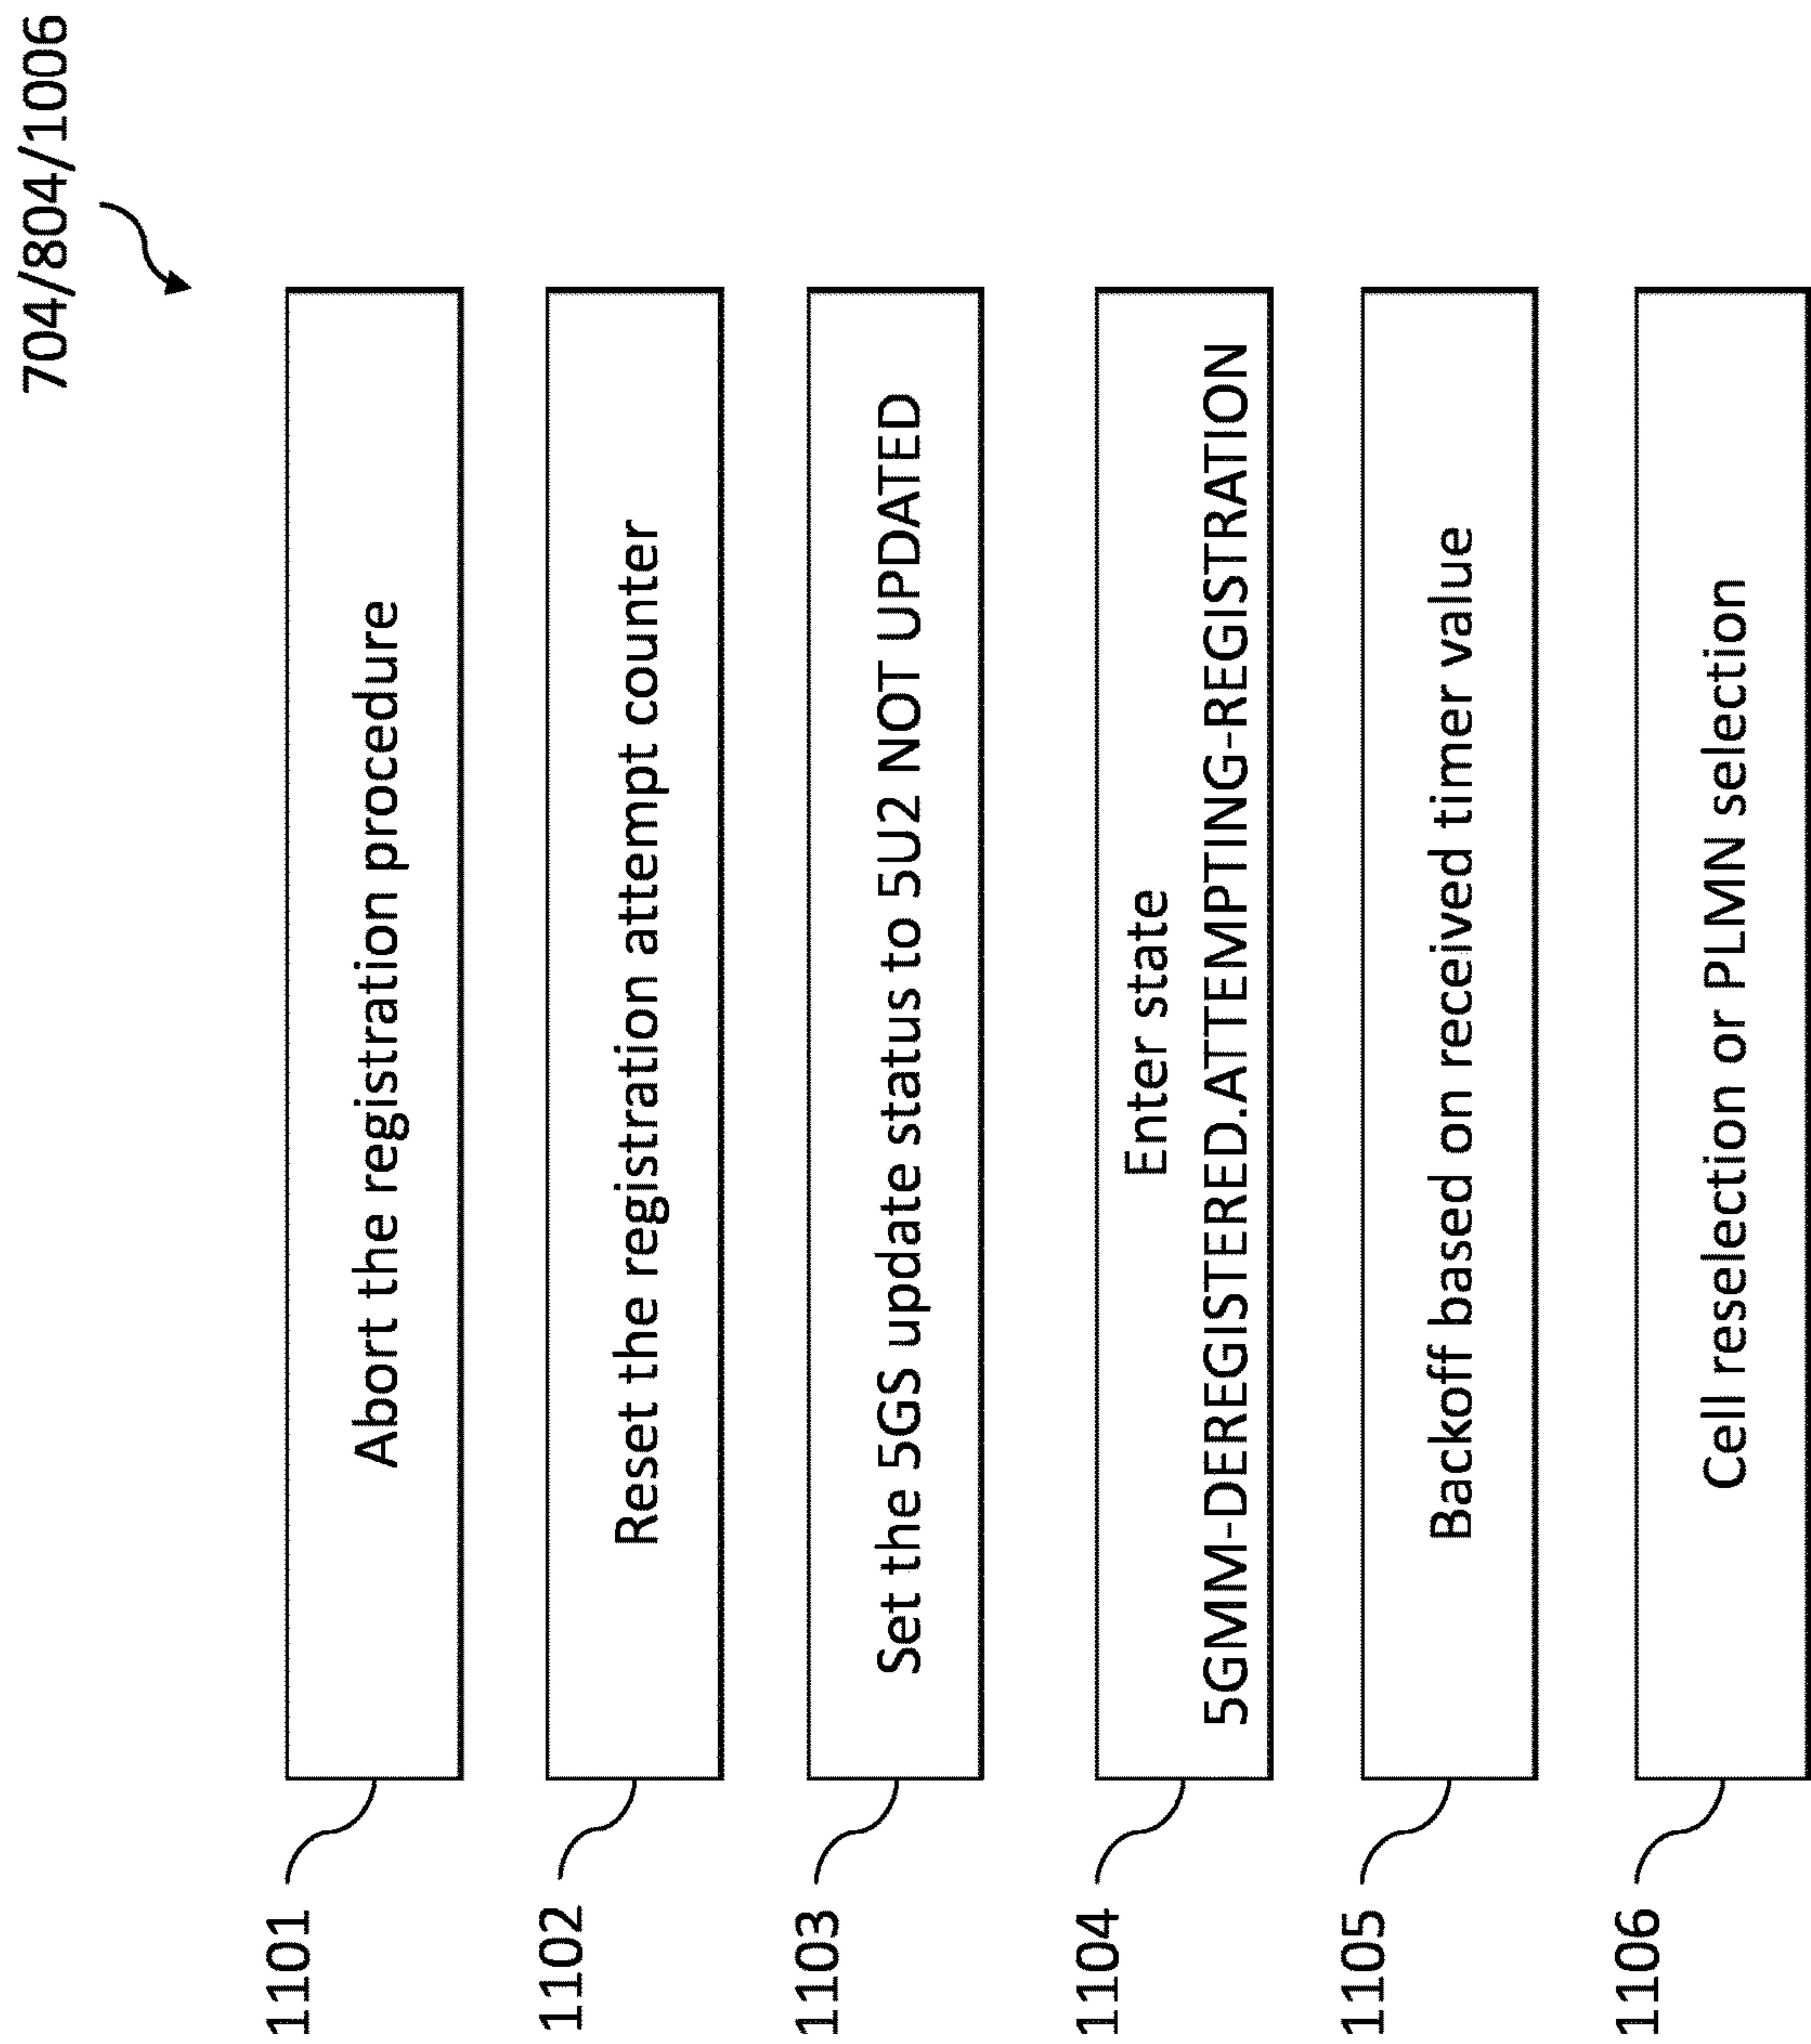 704/804/1006
1101
Abort the registration procedure
1102
Reset the registration attempt counter
1103
Set the 5GS update status to 5U2 NOT UPDATED
1104
Enter state
5GMM-DEREGISTERED.ATTEMPTING-REGISTRATION
1105
Backoff based on received timer value
1106
Cell reselection or PLMN selection